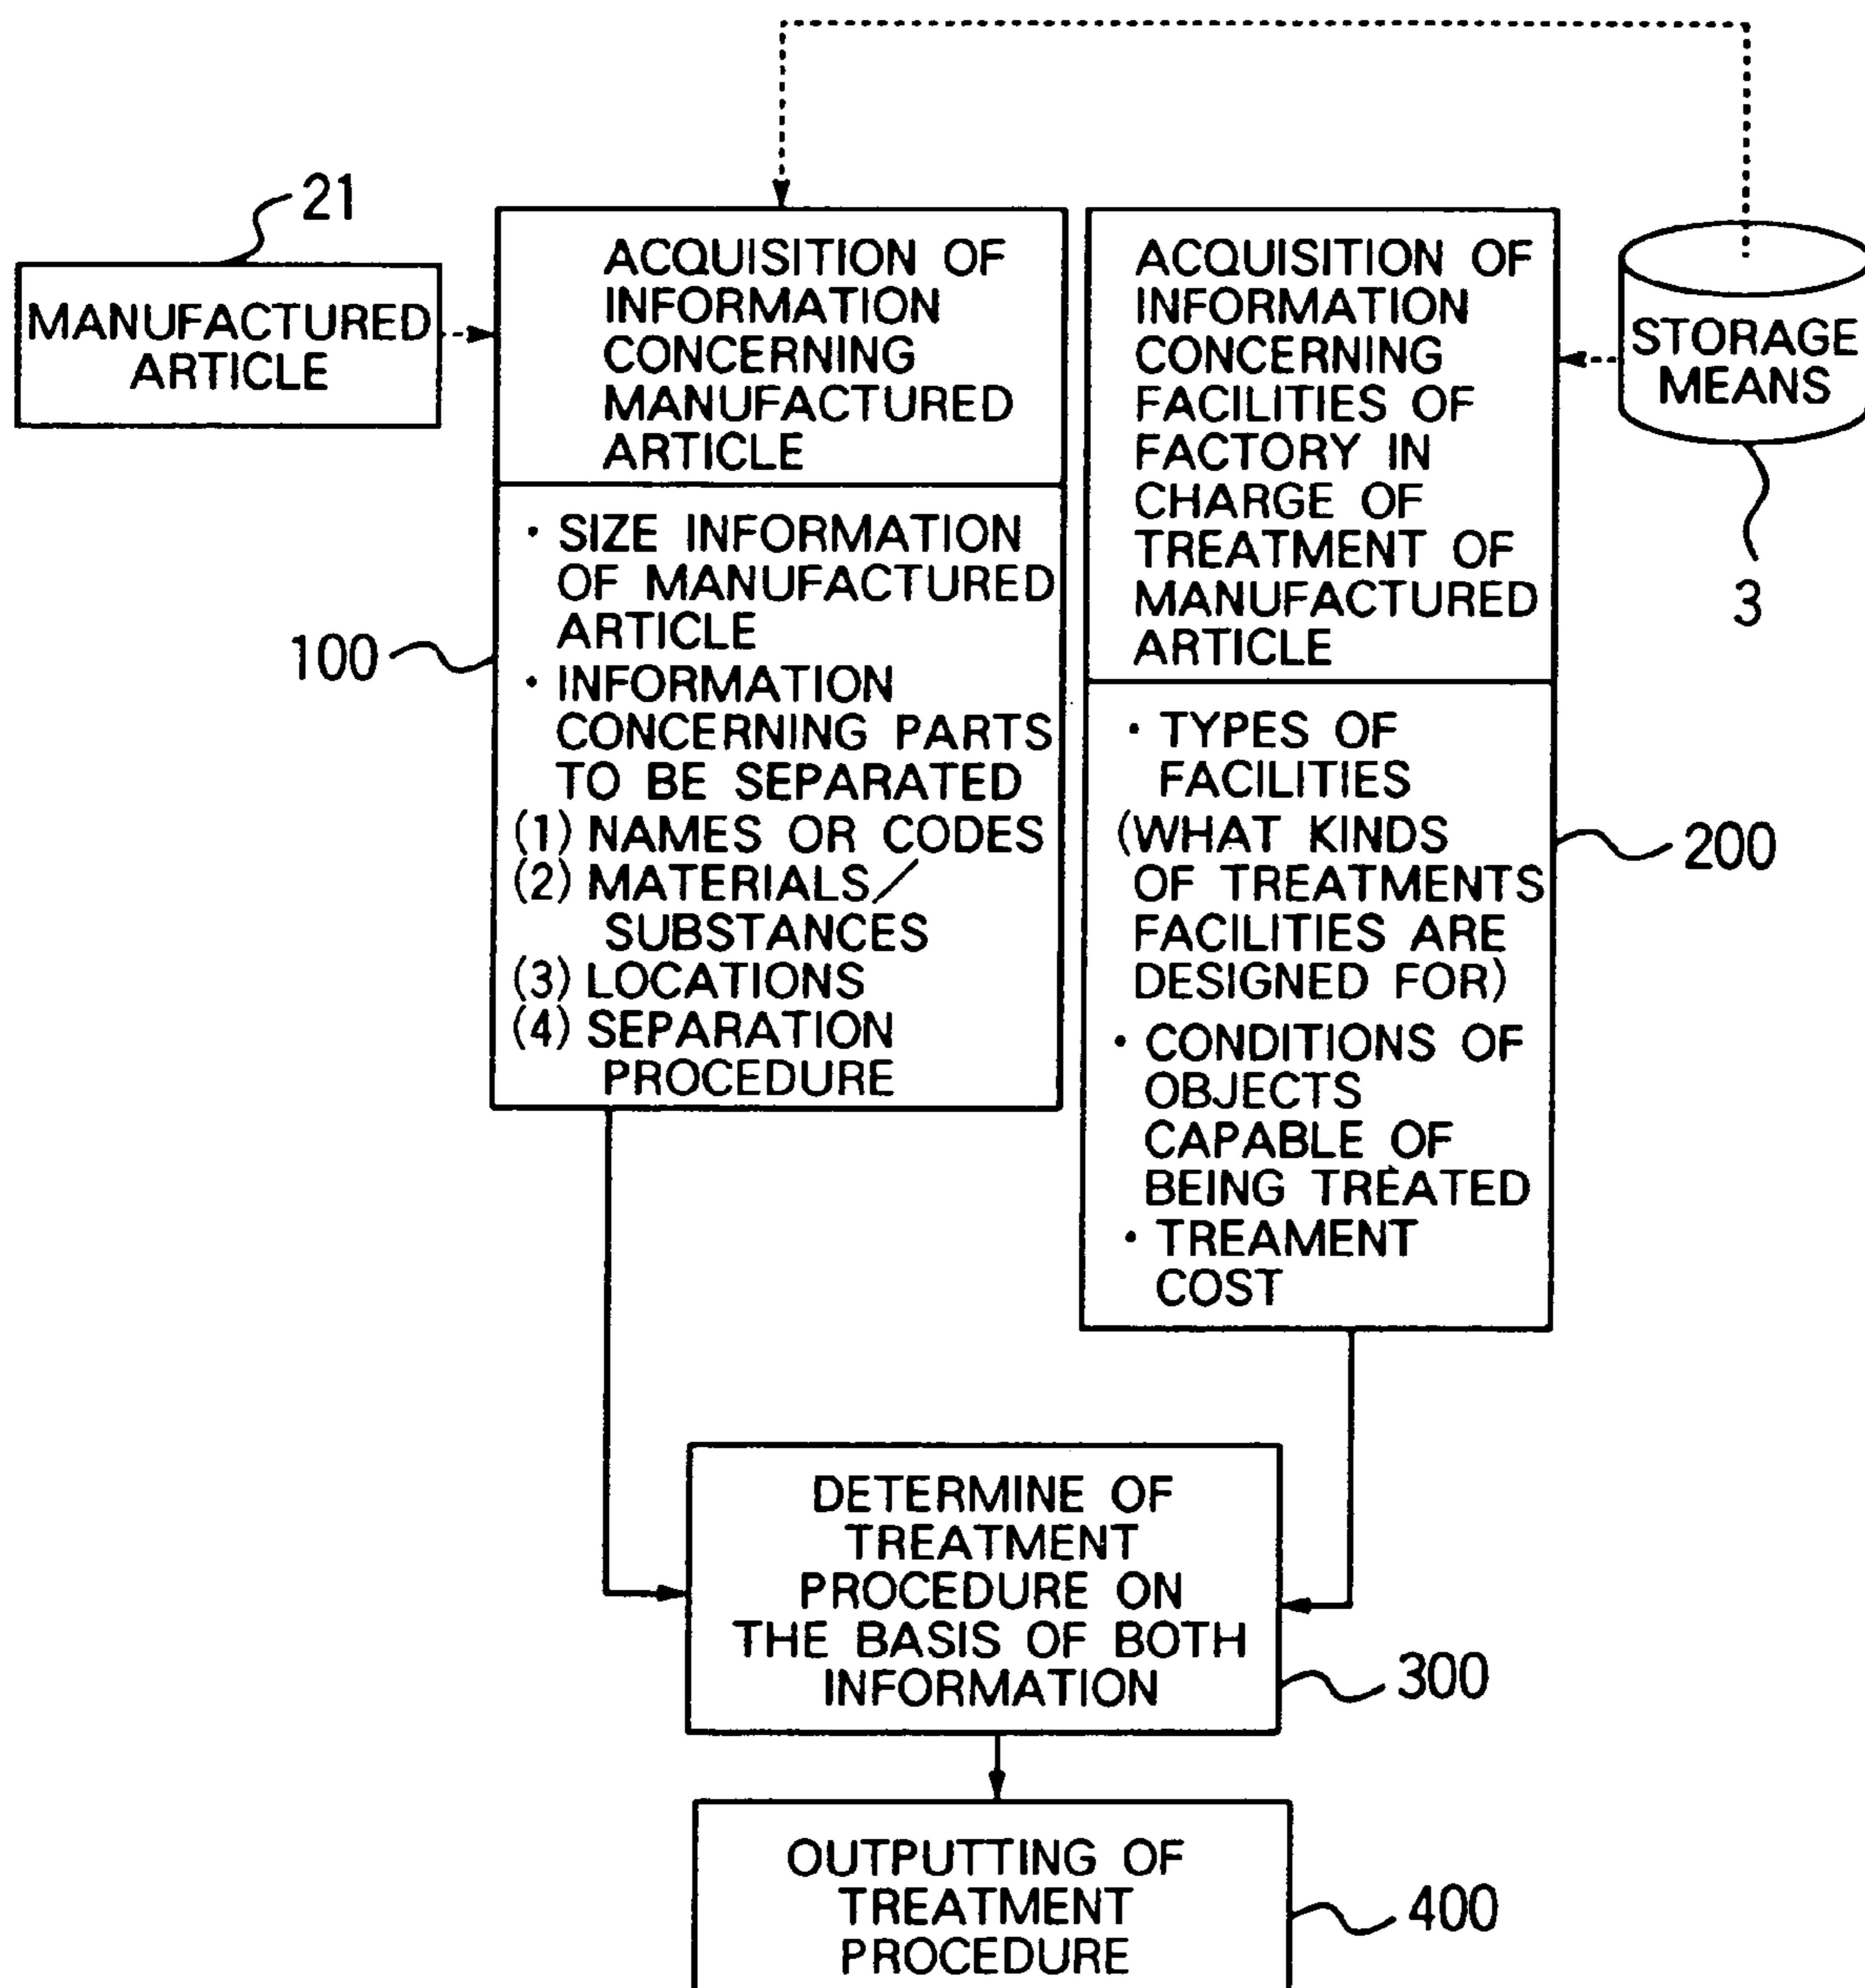 21
MANUFACTURED
ARTICLE
ACQUISITION OF
INFORMATION
CONCERNING
MANUFACTURED
ARTICLE
100
· SIZE INFORMATION
OF MANUFACTURED
ARTICLE
· INFORMATION
CONCERNING PARTS
TO BE SEPARATED
(1) NAMES OR CODES
(2) MATERIALS/
SUBSTANCES
(3) LOCATIONS
(4) SEPARATION
PROCEDURE
ACQUISITION OF
INFORMATION
CONCERNING
FACILITIES OF
FACTORY IN
CHARGE OF
TREATMENT OF
MANUFACTURED
ARTICLE
· TYPES OF
FACILITIES
(WHAT KINDS
OF TREATMENTS
FACILITIES ARE
DESIGNED FOR)
· CONDITIONS OF
OBJECTS
CAPABLE OF
BEING TREATED
· TREAMENT
COST
200
STORAGE
MEANS
3
DETERMINE OF
TREATMENT
PROCEDURE ON
THE BASIS OF BOTH
INFORMATION
300
OUTPUTTING OF
TREATMENT
PROCEDURE
400